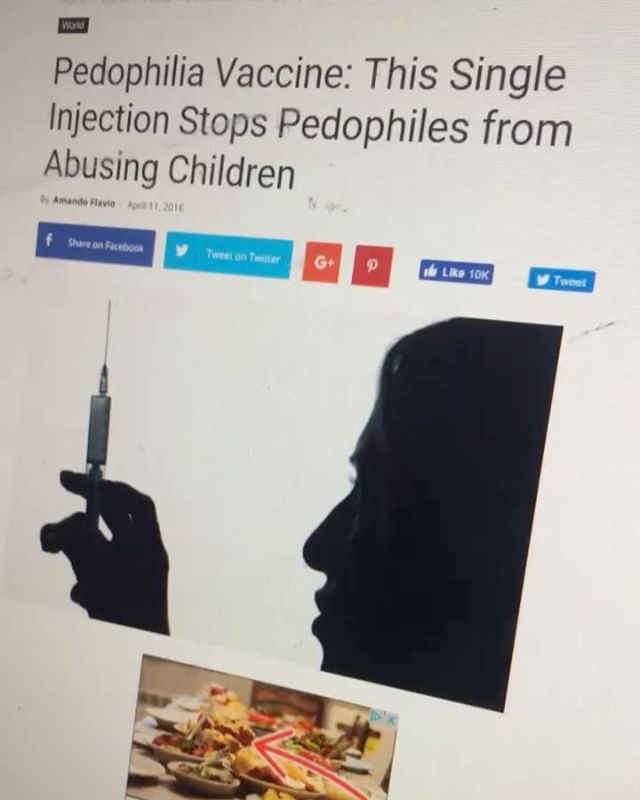 World
Pedophilia Vaccine: This Single
Injection Stops Pedophiles from
Abusing Children
By Amando Flavio - April 11, 2016
f Share on Facebook
Tweet on Twitter
G+
Like 10K
Tweet